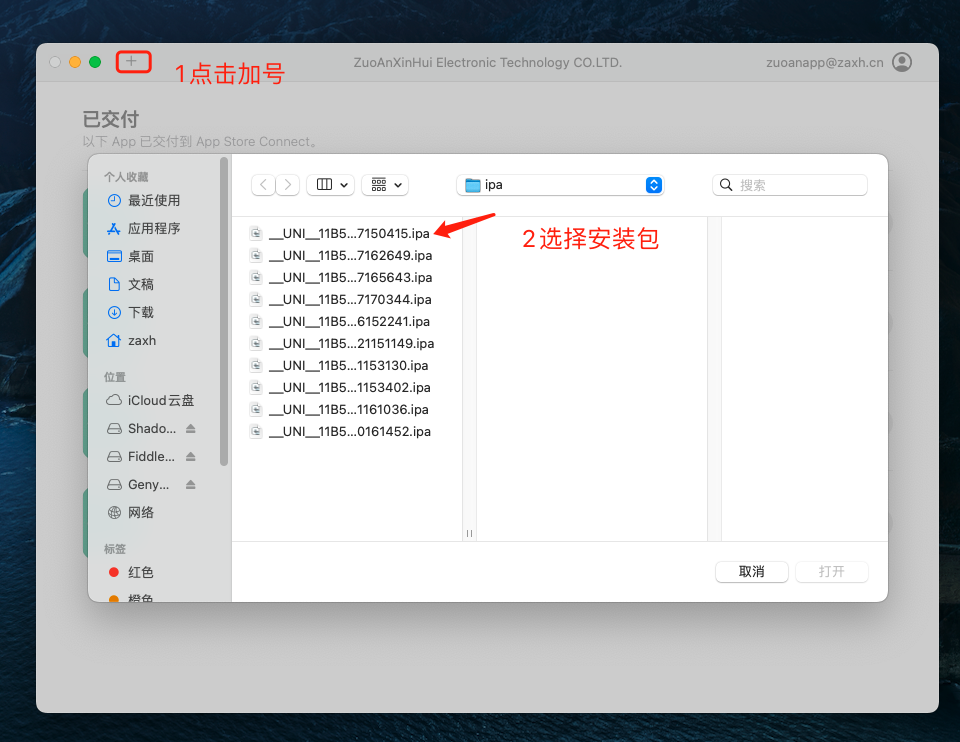 ZuoAnXinHui Electronic Technology CO.LTD.
zuoanapp@zaxh.cn
1点击加号
已交付
以下 App 已交付到 App Store Connect。
个人收藏
最近使用
应用程序
桌面
文稿
下载
zaxh
位置
iCloud云盘
Shado...
Fiddle...
Geny...
网络
标签
红色
橙色
ipa
搜索
__UNI__11B5...7150415.ipa
__UNI__11B5...7162649.ipa
__UNI__11B5...7165643.ipa
__UNI__11B5...7170344.ipa
__UNI__11B5...6152241.ipa
__UNI__11B5...21151149.ipa
__UNI__11B5...1153130.ipa
__UNI__11B5...1153402.ipa
__UNI__11B5...1161036.ipa
__UNI__11B5...0161452.ipa
2选择安装包
取消
打开